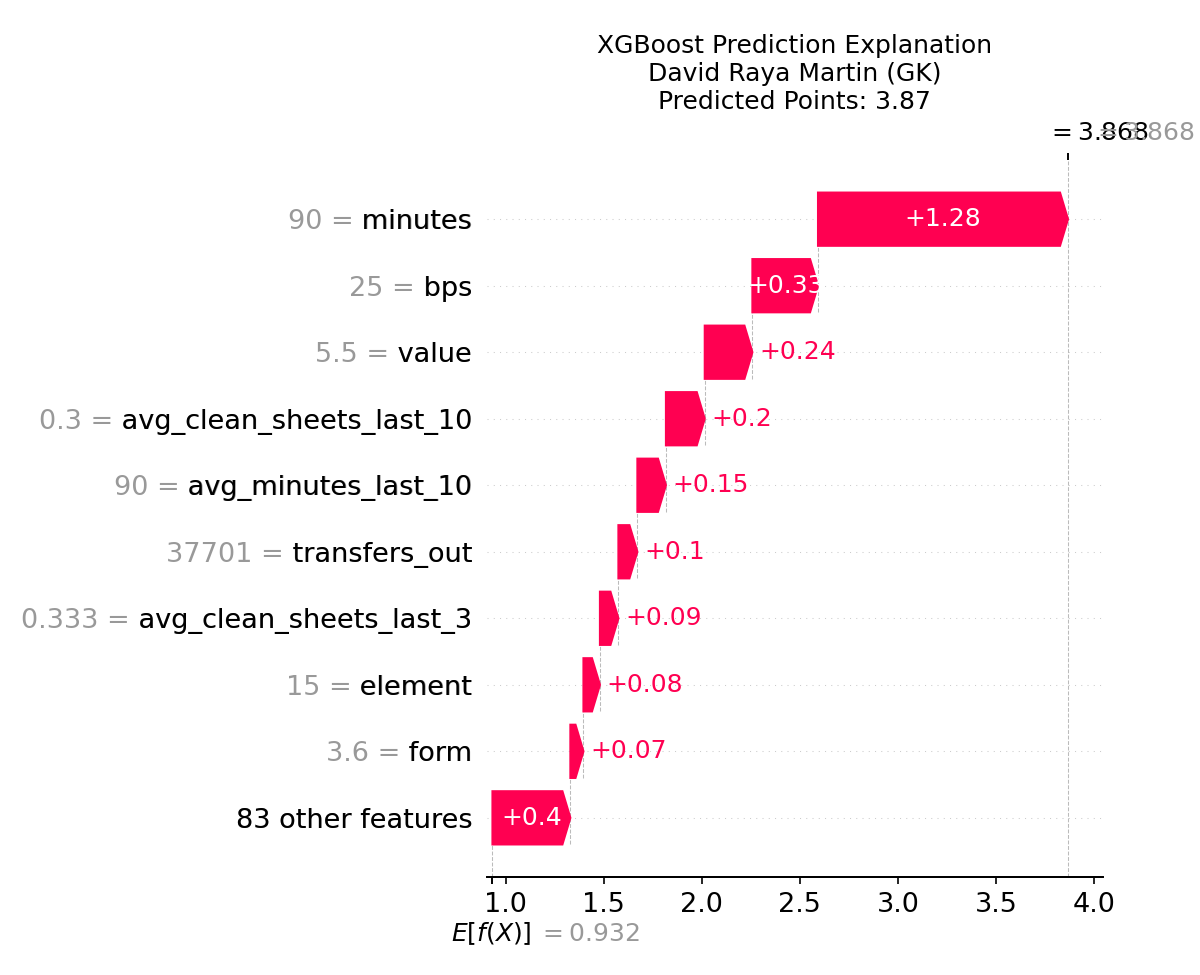 XGBoost Prediction Explanation
David Raya Martin (GK)
Predicted Points: 3.87
= 3.868
= 3.868
90 = minutes
+1.28
25 = bps
+0.33
5.5 = value
+0.24
0.3 = avg_clean_sheets_last_10
+0.2
90 = avg_minutes_last_10
+0.15
37701 = transfers_out
+0.1
0.333 = avg_clean_sheets_last_3
+0.09
15 = element
+0.08
3.6 = form
+0.07
83 other features
+0.4
1.0 1.5 2.0 2.5 3.0 3.5 4.0
E[f(X)] = 0.932